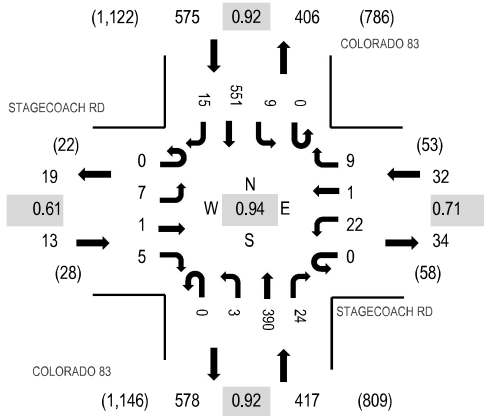 (1,122) 575 0.92 406 (786)
COLORADO 83
STAGECOACH RD
15 551 9 0
(22) (53)
19 0 9 32
7 N 1
0.61 W 0.94 E 0.71
13 1 S 22 34
5 0
(28) (58)
0 3 390 24
STAGECOACH RD
COLORADO 83
(1,146) 578 0.92 417 (809)